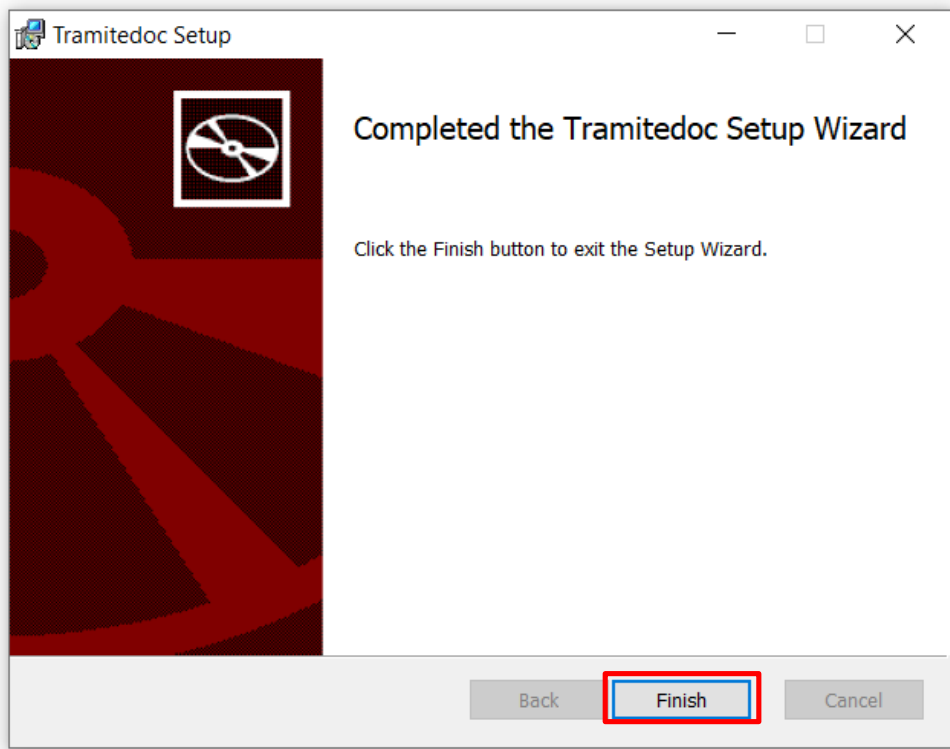 Tramitedoc Setup
Completed the Tramitedoc Setup Wizard
Click the Finish button to exit the Setup Wizard.
Back
Finish
Cancel